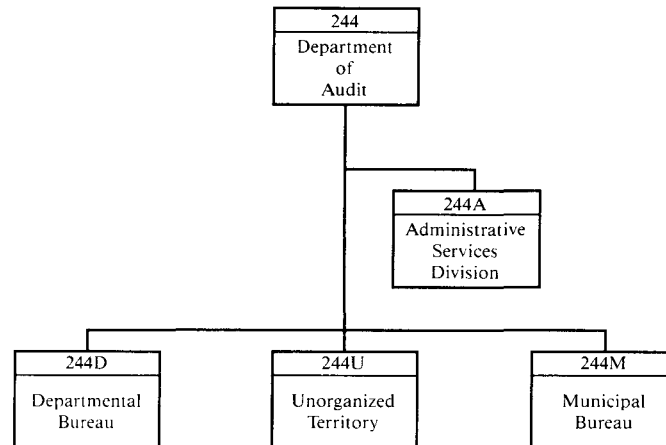 244
Department
of
Audit
244A
Administrative
Services
Division
244D
Departmental
Bureau
244U
Unorganized
Territory
244M
Municipal
Bureau